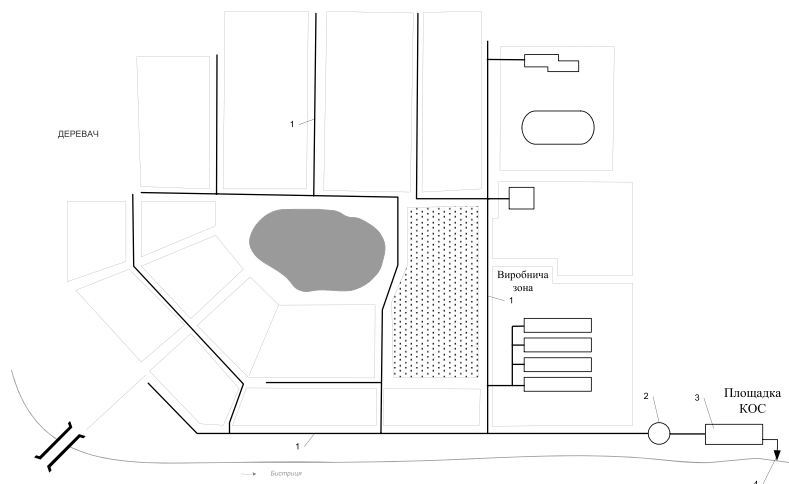 1
ДЕРЕВАЧ
Виробнича
зона
1
Площадка
КОС
2
3
1
Бистриця
4